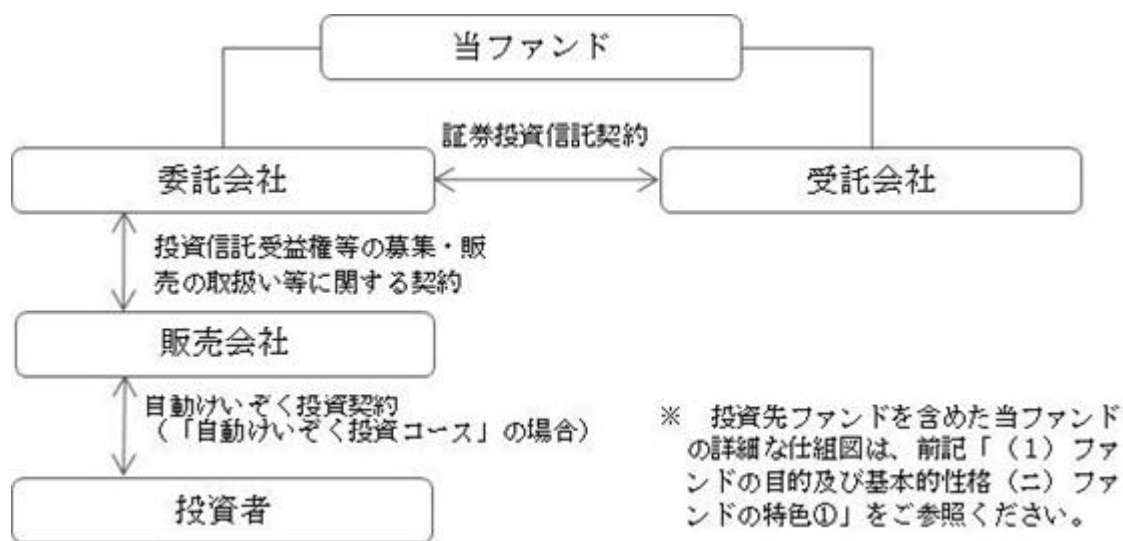 当ファンド
証券投資信託契約
委託会社
受託会社
投資信託受益権等の募集・販
売の取扱い等に関する契約
販売会社
自動けいぞく投資契約
（「自動けいぞく投資コース」の場合）
投資者
※　投資先ファンドを含めた当ファンド
の詳細な仕組図は、前記「（１）ファ
ンドの目的及び基本的性格（ニ）ファ
ンドの特色①」をご参照ください。